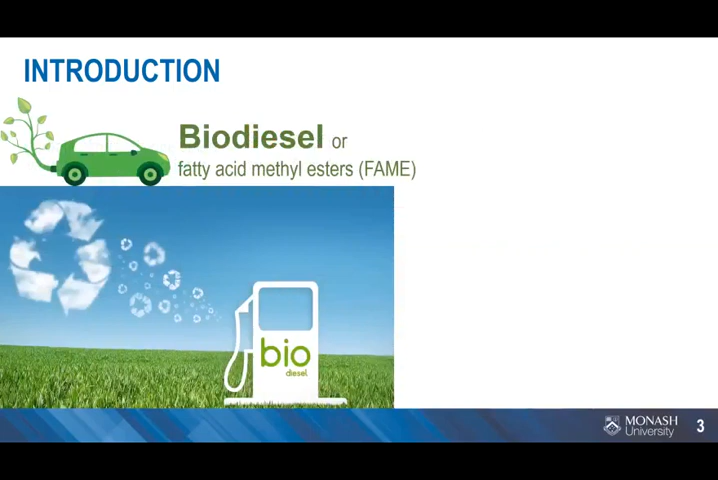 INTRODUCTION
Biodiesel or
fatty acid methyl esters (FAME)
bio
diesel
MONASH
University
3